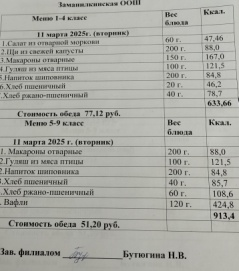 Заманилкинская ООШ
Меню 1-4 класс Вес блюда Ккал.
11 марта 2025г. (вторник)
1.Салат из отварной моркови 60 г. 47,46
2.Щи из свежей капусты 200 г. 88,0
3.Макароны отварные 150 г. 167,0
4.Гуляш из мяса птицы 100 г. 121,5
5.Напиток шиповника 200 г. 84,8
6.Хлеб пшеничный 20 г. 46,2
7.Хлеб ржано-пшеничный 40 г. 78,7
633,66
Стоимость обеда 77,12 руб.
Меню 5-9 класс Вес блюда Ккал.
11 марта 2025 г. (вторник)
1. Макароны отварные 200 г. 88,0
2.Гуляш из мяса птицы 100 г. 121,5
2.Напиток шиповника 200 г. 84,8
3.Хлеб пшеничный 40 г. 85,7
.Хлеб ржано-пшеничный 60 г. 108,6
. Вафли 120 г. 424,8
913,4
Стоимость обеда 51,20 руб.
Зав. филиалом Бутюгина Н.В.